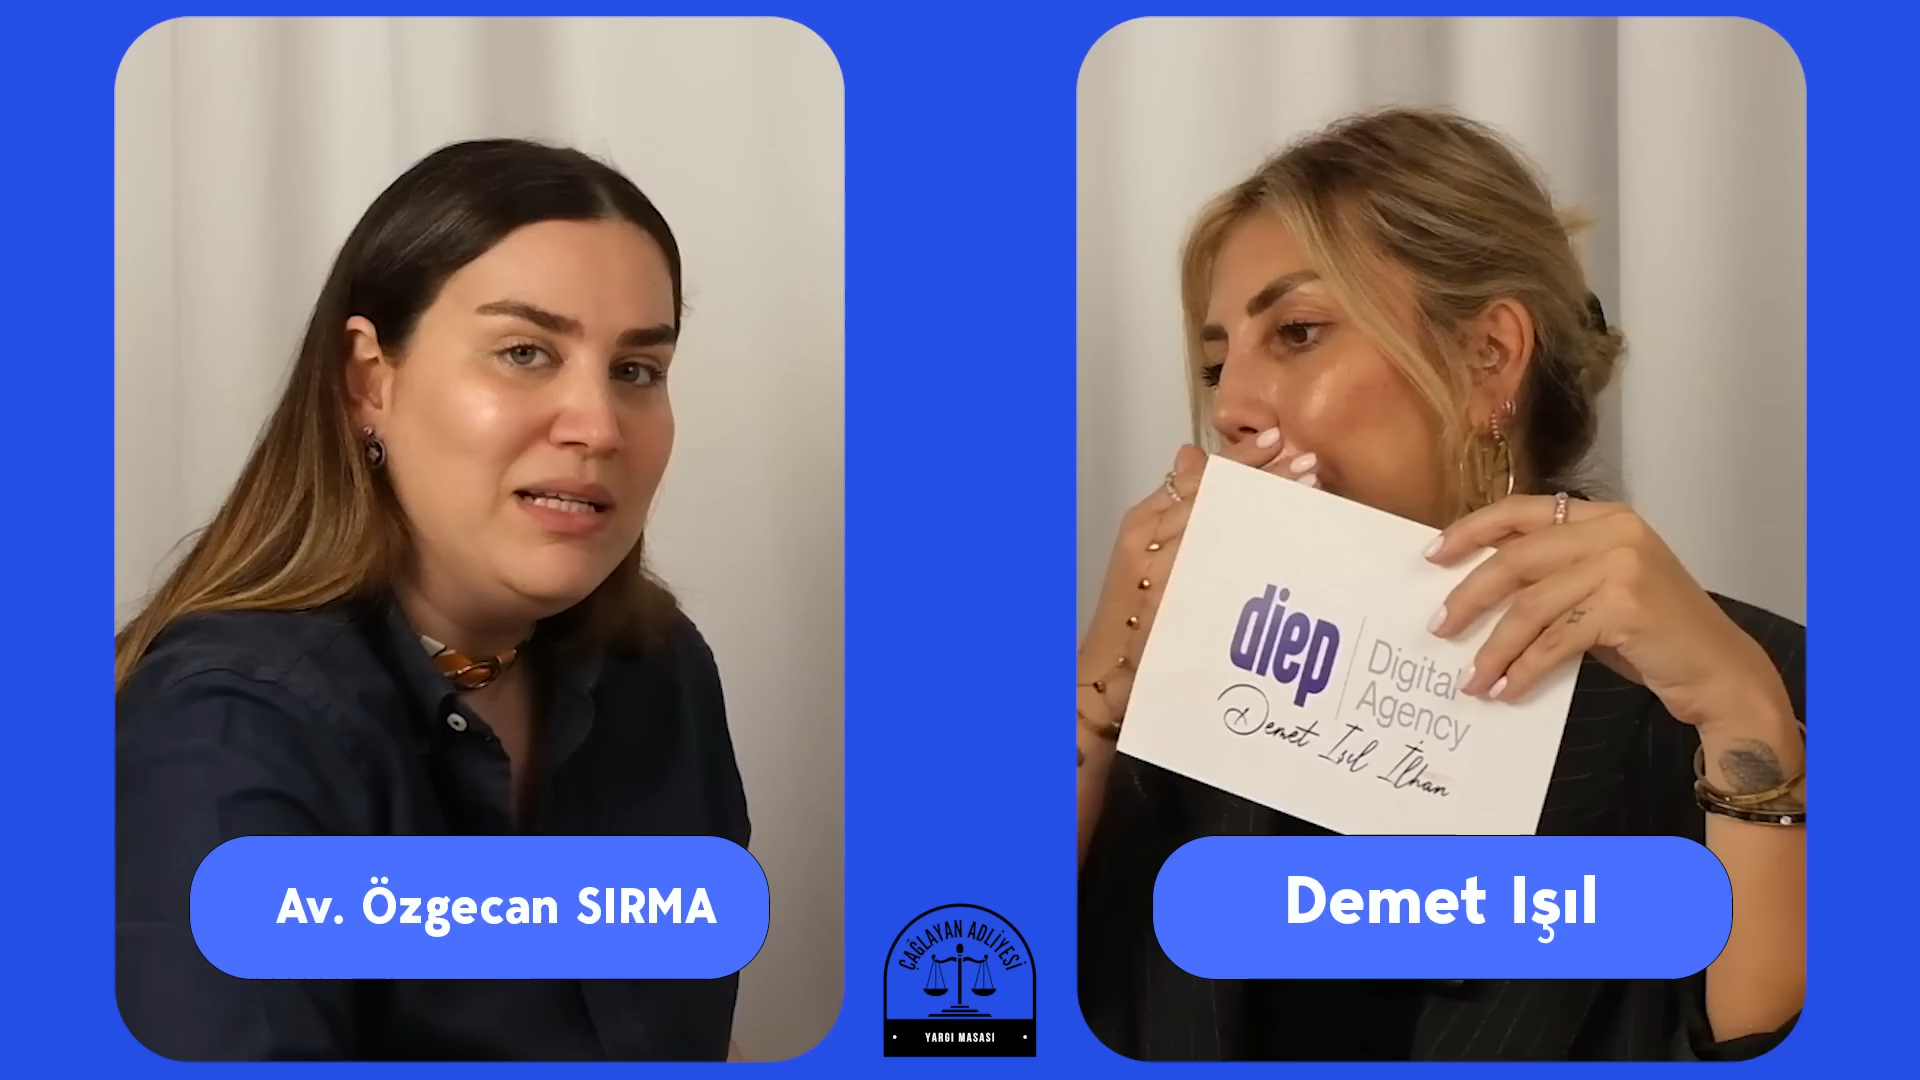 diep
Digital
Agency
Demet Işıl İlhan
Av. Özgecan SIRMA
Demet Işıl
ÇAĞLAYAN ADLİYESİ
YARGI MASASI